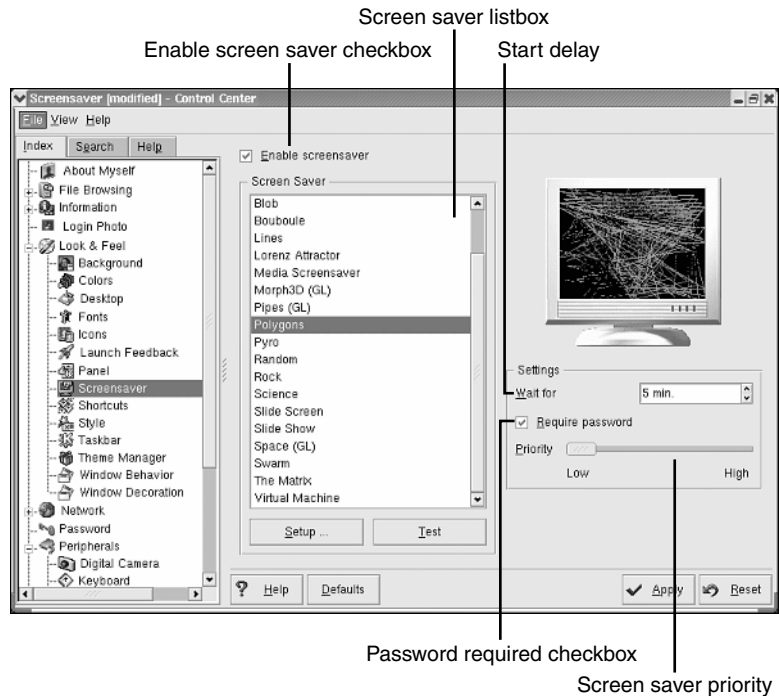 Screen saver listbox
Enable screen saver checkbox
Start delay
Screensaver [modified] - Control Center
File View Help
Index Search Help
About Myself
File Browsing
Information
Login Photo
Look & Feel
Background
Colors
Desktop
Fonts
Icons
Launch Feedback
Panel
Screensaver
Shortcuts
Style
Taskbar
Theme Manager
Window Behavior
Window Decoration
Network
Password
Peripherals
Digital Camera
Keyboard
Enable screensaver
Screen Saver
Blob
Bouboule
Lines
Lorenz Attractor
Media Screensaver
Morph3D (GL)
Pipes (GL)
Polygons
Pyro
Random
Rock
Science
Slide Screen
Slide Show
Space (GL)
Swarm
The Matrix
Virtual Machine
Setup ... Test
Settings
Wait for 5 min.
Require password
Priority
Low High
? Help Defaults Apply Reset
Password required checkbox
Screen saver priority